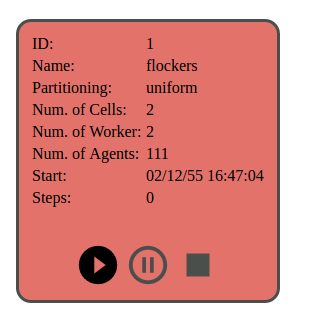 ID: 1
Name: flockers
Partitioning: uniform
Num. of Cells: 2
Num. of Worker: 2
Num. of Agents: 111
Start: 02/12/55 16:47:04
Steps: 0